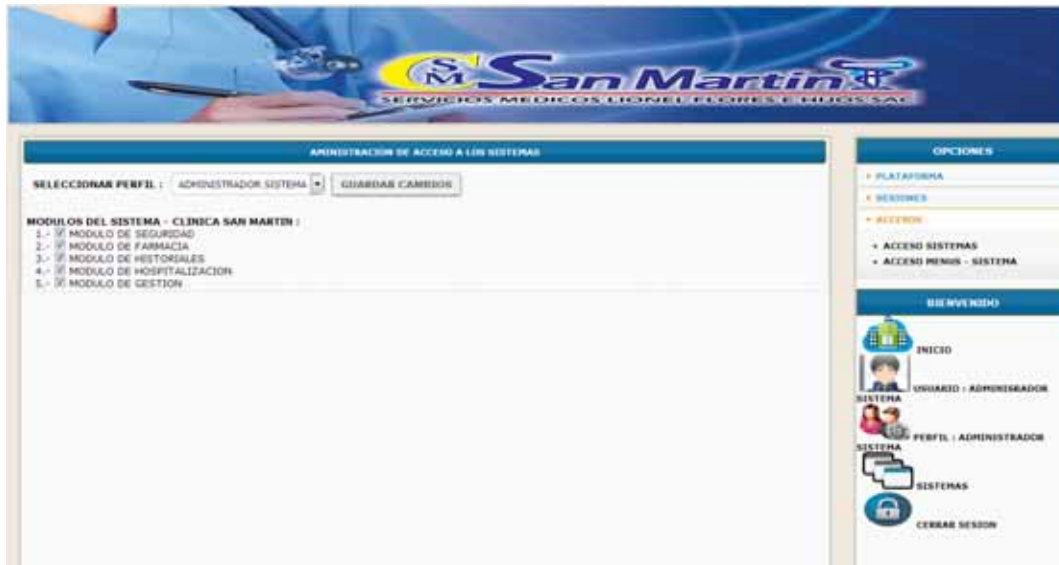 CSM San Martin
SERVICIOS MEDICOS LIONEL FLORES E HIJOS SAC
AMINISTRACION DE ACCESO A LOS SISTEMAS
SELECCIONAR PERFIL : ADMINISTRADOR SISTEMA GUARDAR CAMBIOS
MODULOS DEL SISTEMA - CLINICA SAN MARTIN :
1.- MODULO DE SEGURIDAD
2.- MODULO DE FARMACIA
3.- MODULO DE HISTORIALES
4.- MODULO DE HOSPITALIZACION
5.- MODULO DE GESTION
OPCIONES
PLATAFORMA
SESIONES
ACCESOS
ACCESO SISTEMAS
ACCESO MENUS - SISTEMA
BIENVENIDO
INICIO
USUARIO : ADMINISRADOR
SISTEMA
PERFIL : ADMINISTRADOR
SISTEMA
SISTEMAS
CERRAR SESION